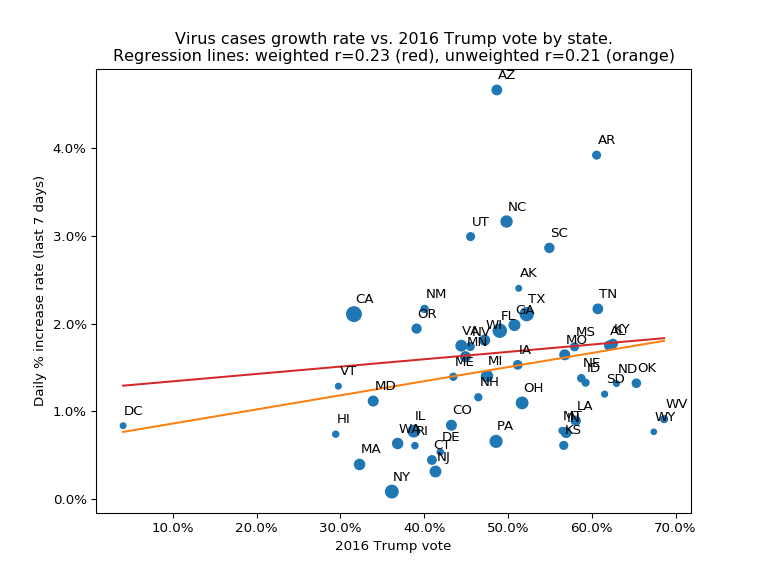 Virus cases growth rate vs. 2016 Trump vote by state.
Regression lines: weighted r=0.23 (red), unweighted r=0.21 (orange)
Daily % increase rate (last 7 days)
4.0%
3.0%
2.0%
1.0%
0.0%
AZ
AR
NC
UT
SC
AK
CA
NM
TX
TN
OR
FL
GA
VA
NV
WI
MN
MS
AL
KY
MO
IA
ME
MI
NE
ID
VT
NH
SD
ND
OK
MD
OH
DC
HI
IL
CO
LA
WV
WA
RI
PA
MT
KS
WY
MA
DE
CT
NJ
NY
10.0%
20.0%
30.0%
40.0%
50.0%
60.0%
70.0%
2016 Trump vote